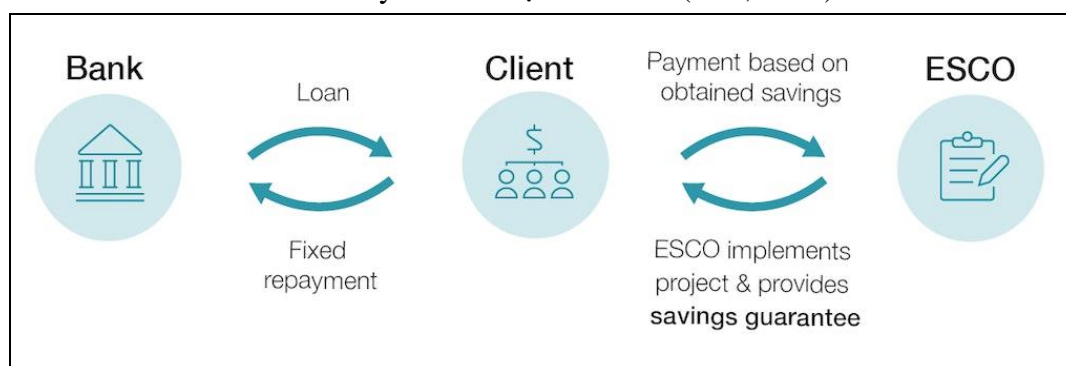 Bank
Client
ESCO
Loan
Payment based on
obtained savings
$
Fixed
repayment
ESCO implements
project & provides
savings guarantee